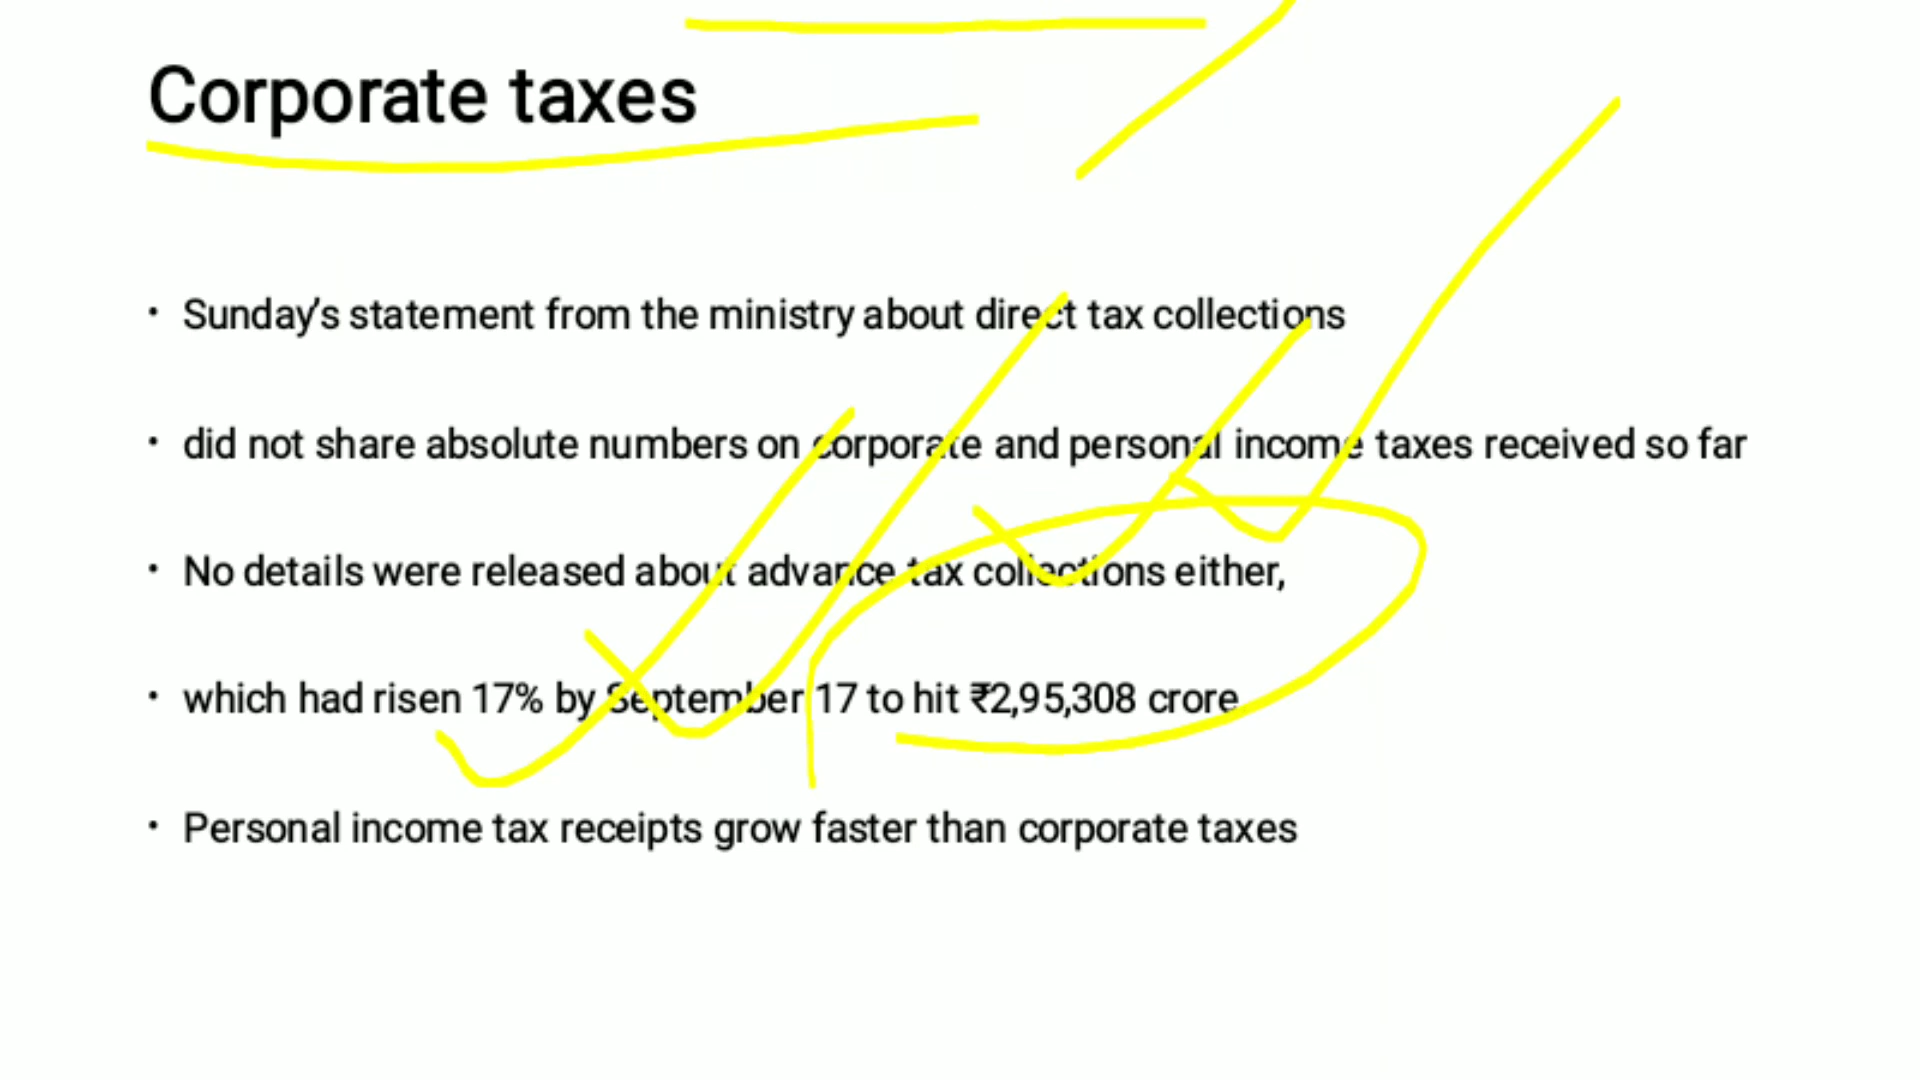 Corporate taxes
• Sunday's statement from the ministry about direct tax collections
• did not share absolute numbers on corporate and personal income taxes received so far
• No details were released about advance tax collections either,
• which had risen 17% by September 17 to hit ₹2,95,308 crore
• Personal income tax receipts grow faster than corporate taxes